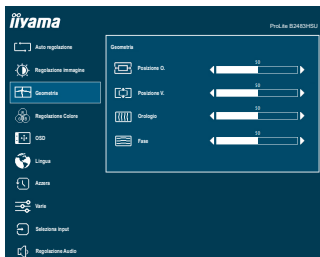 iiyama
ProLite B2483HSU
Auto regolazione
Regolazione Immagine
Geometria
Regolazione Colore
OSD
Lingua
Azzera
Varie
Seleziona input
Regolazione Audio
Geometria
Posizione O.
50
Posizione V.
50
Orologio
50
Fase
50